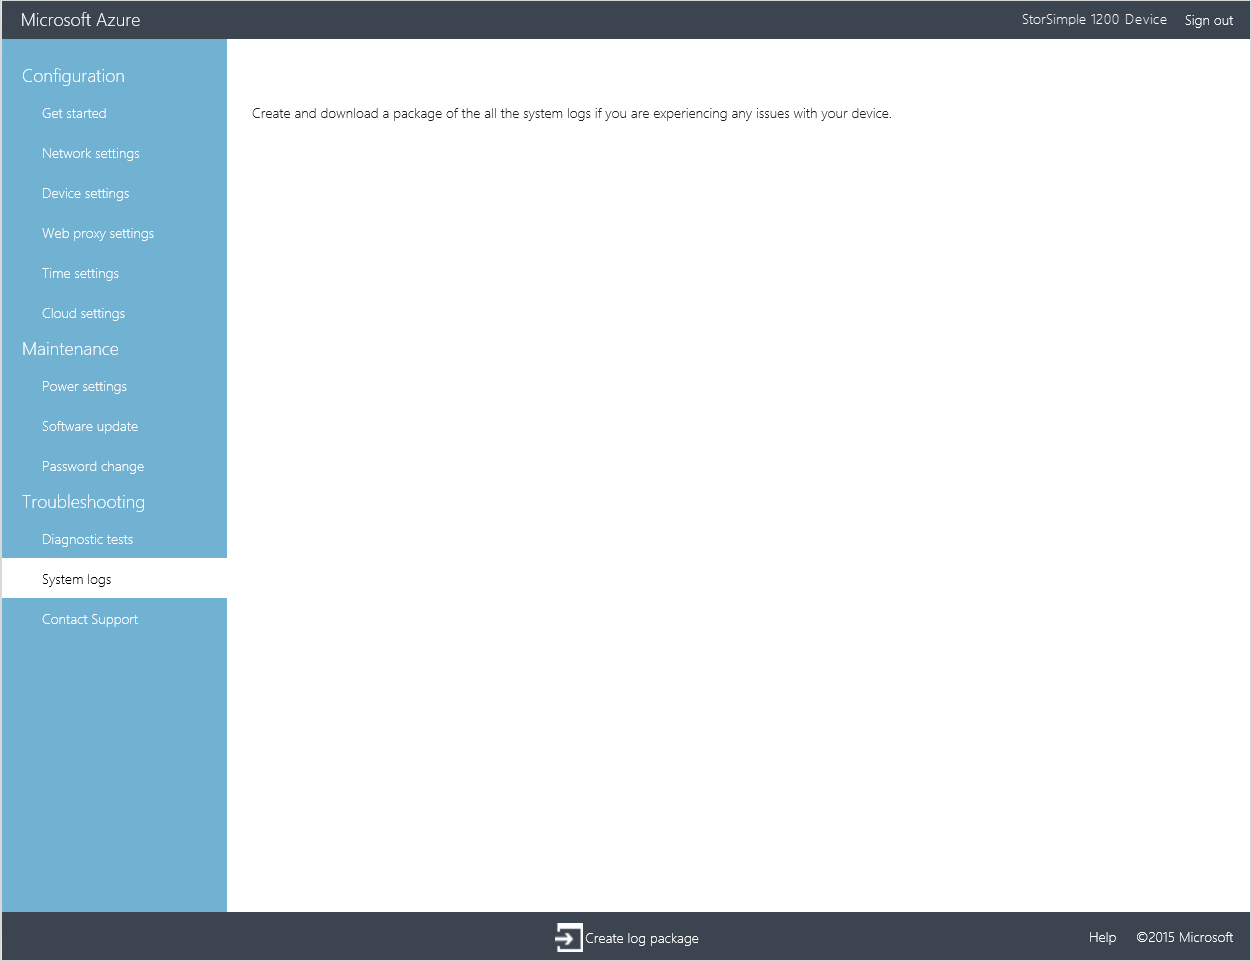 Microsoft Azure
StorSimple 1200 Device
Sign out
Configuration
Get started
Network settings
Device settings
Web proxy settings
Time settings
Cloud settings
Maintenance
Power settings
Software update
Password change
Troubleshooting
Diagnostic tests
System logs
Contact Support
Create and download a package of the all the system logs if you are experiencing any issues with your device.
Create log package
Help
©2015 Microsoft